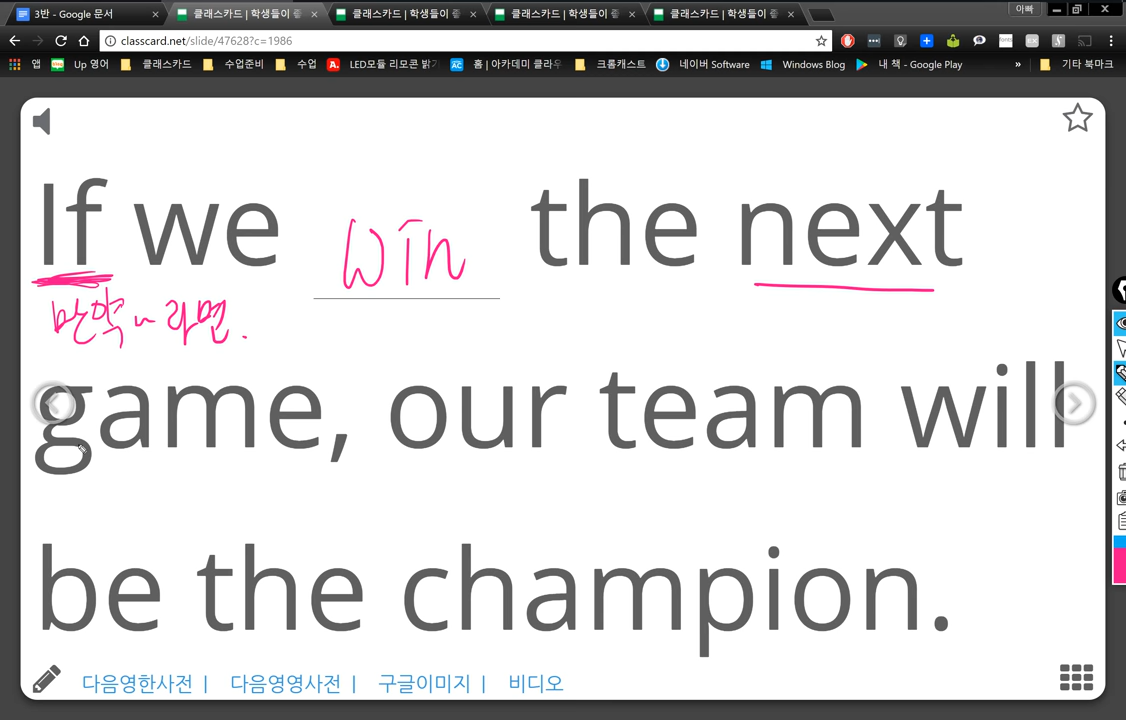 3반 - Google 문서
클래스카드 | 학생들이 좋
클래스카드 | 학생들이 좋
클래스카드 | 학생들이 좋
클래스카드 | 학생들이 좋
아빠
classcard.net/slide/47628?c=1986
앱
Up 영어
클래스카드
수업준비
수업
LED모듈 리모콘 밝기
홈 | 아카데미 클라우
크롬캐스트
네이버 Software
Windows Blog
내 책 - Google Play
»
기타 북마크
If we win the next
만약~라면.
game, our team will
be the champion.
다음영한사전 | 다음영영사전 | 구글이미지 | 비디오